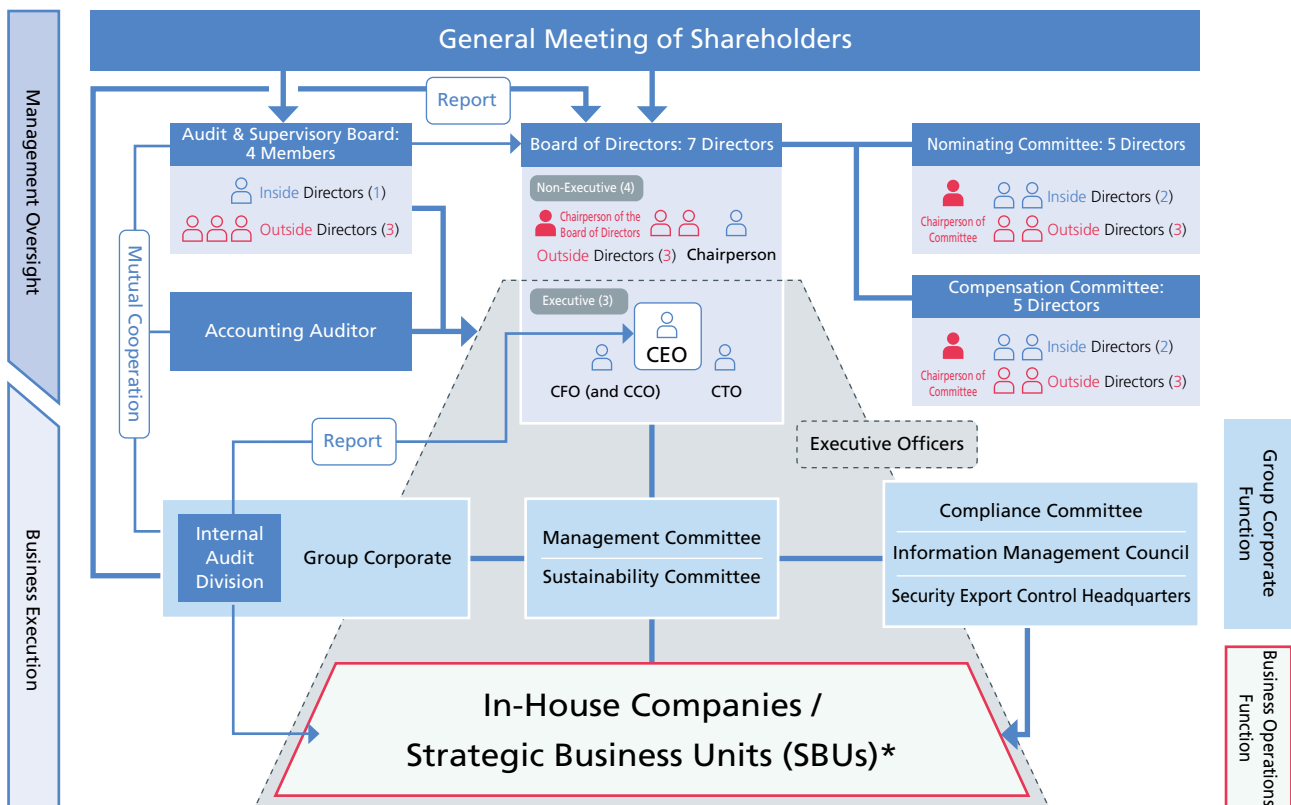 General Meeting of Shareholders
Management Oversight
Report
Audit & Supervisory Board:
4 Members
Inside Directors (1)
Outside Directors (3)
Board of Directors: 7 Directors
Non-Executive (4)
Chairperson of the
Board of Directors
Outside Directors (3)
Chairperson
Nominating Committee: 5 Directors
Chairperson of
Committee
Inside Directors (2)
Outside Directors (3)
Mutual Cooperation
Accounting Auditor
Executive (3)
CEO
CFO (and CCO)
CTO
Compensation Committee:
5 Directors
Chairperson of
Committee
Inside Directors (2)
Outside Directors (3)
Business Execution
Report
Executive Officers
Internal
Audit
Division
Group Corporate
Management Committee
Sustainability Committee
Compliance Committee
Information Management Council
Security Export Control Headquarters
Group Corporate
Function
In-House Companies /
Strategic Business Units (SBUs)*
Business Operations
Function